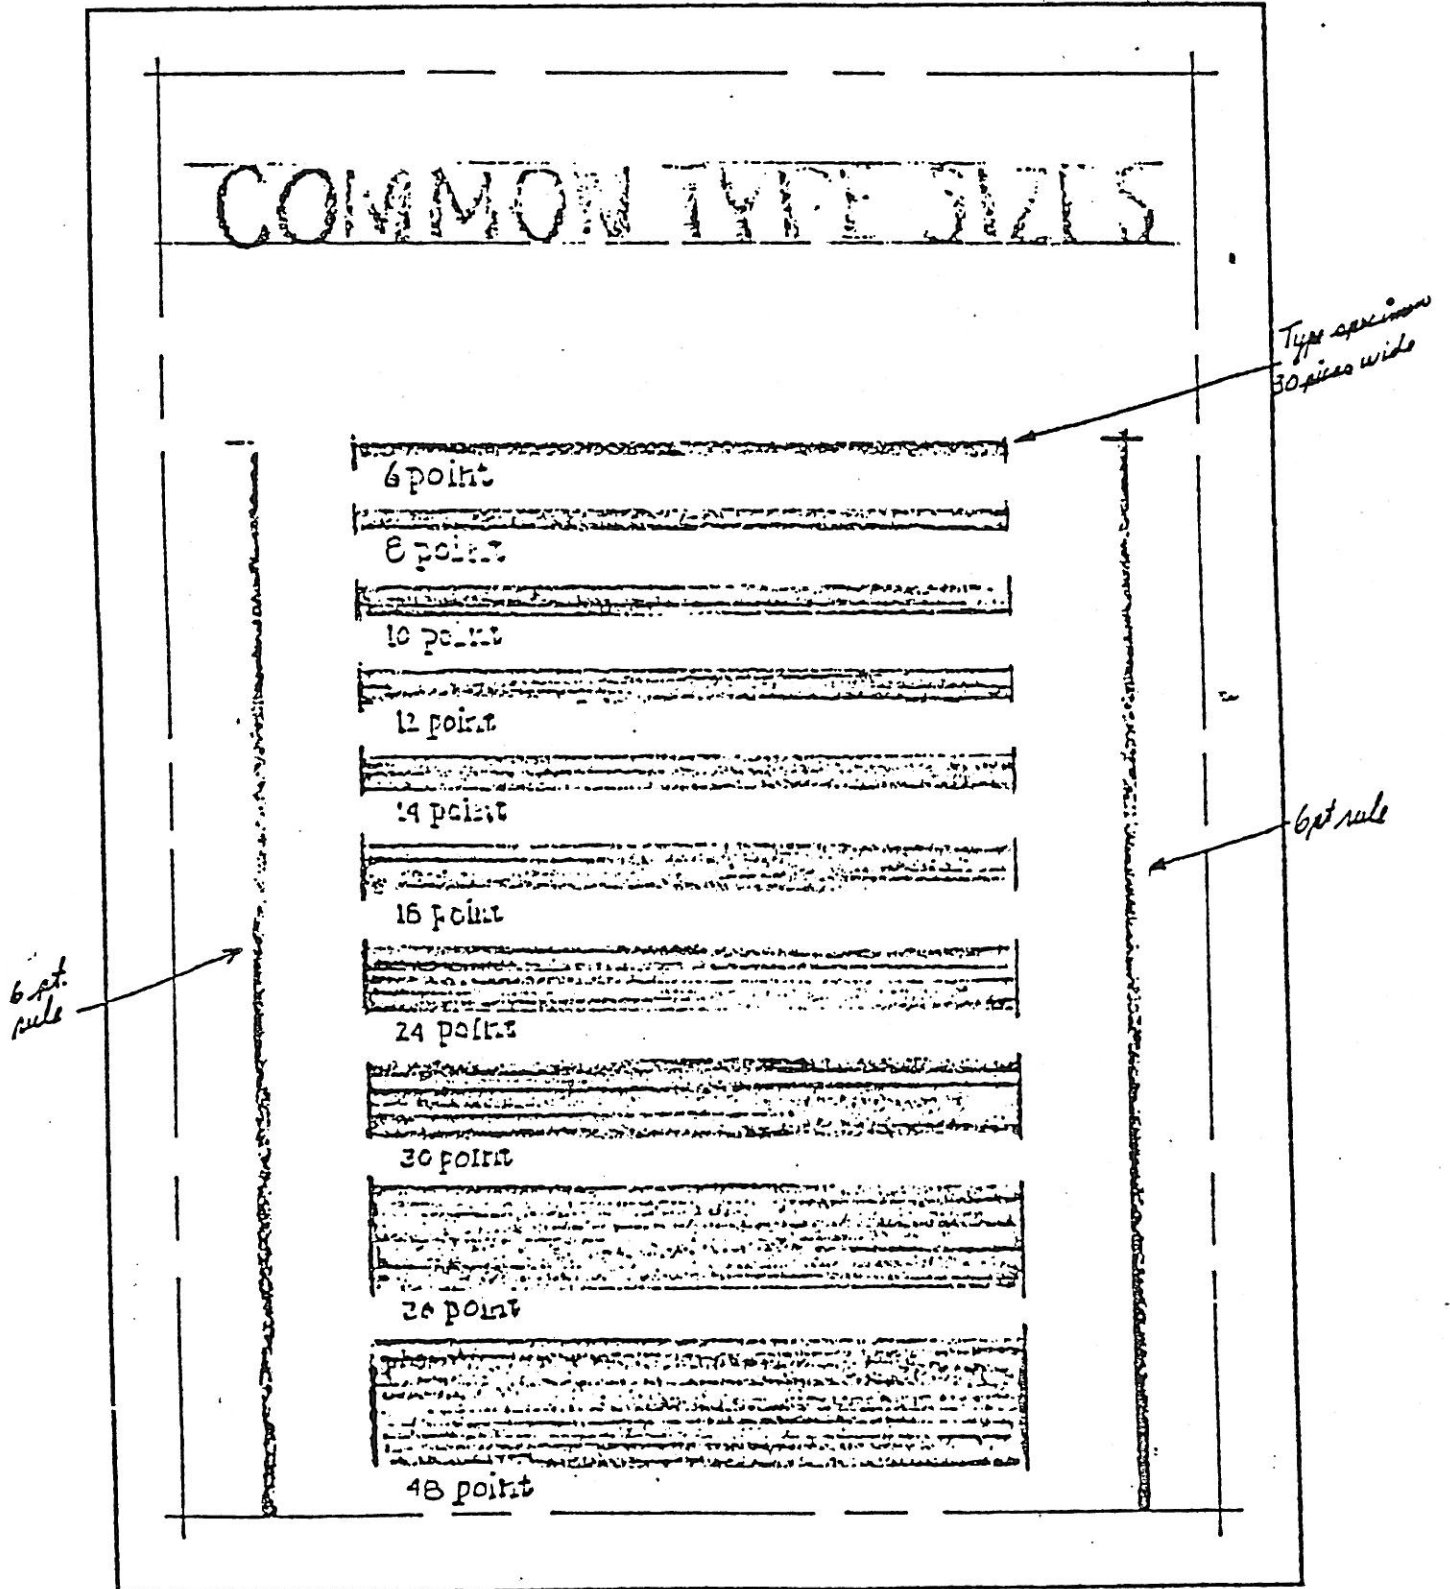 COMMON TYPE SIZES
Type specimen
30 picas wide
6 point
8 point
10 point
12 point
14 point
6 pt rule
18 point
6 pt.
rule
24 point
30 point
36 point
48 point